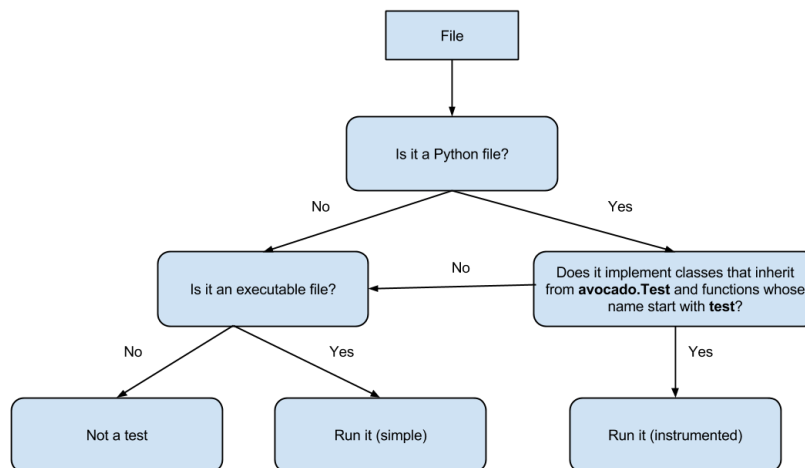 File
Is it a Python file?
No
Yes
Is it an executable file?
No
Does it implement classes that inherit
from avocado.Test and functions whose
name start with test?
No
Yes
Yes
Not a test
Run it (simple)
Run it (instrumented)